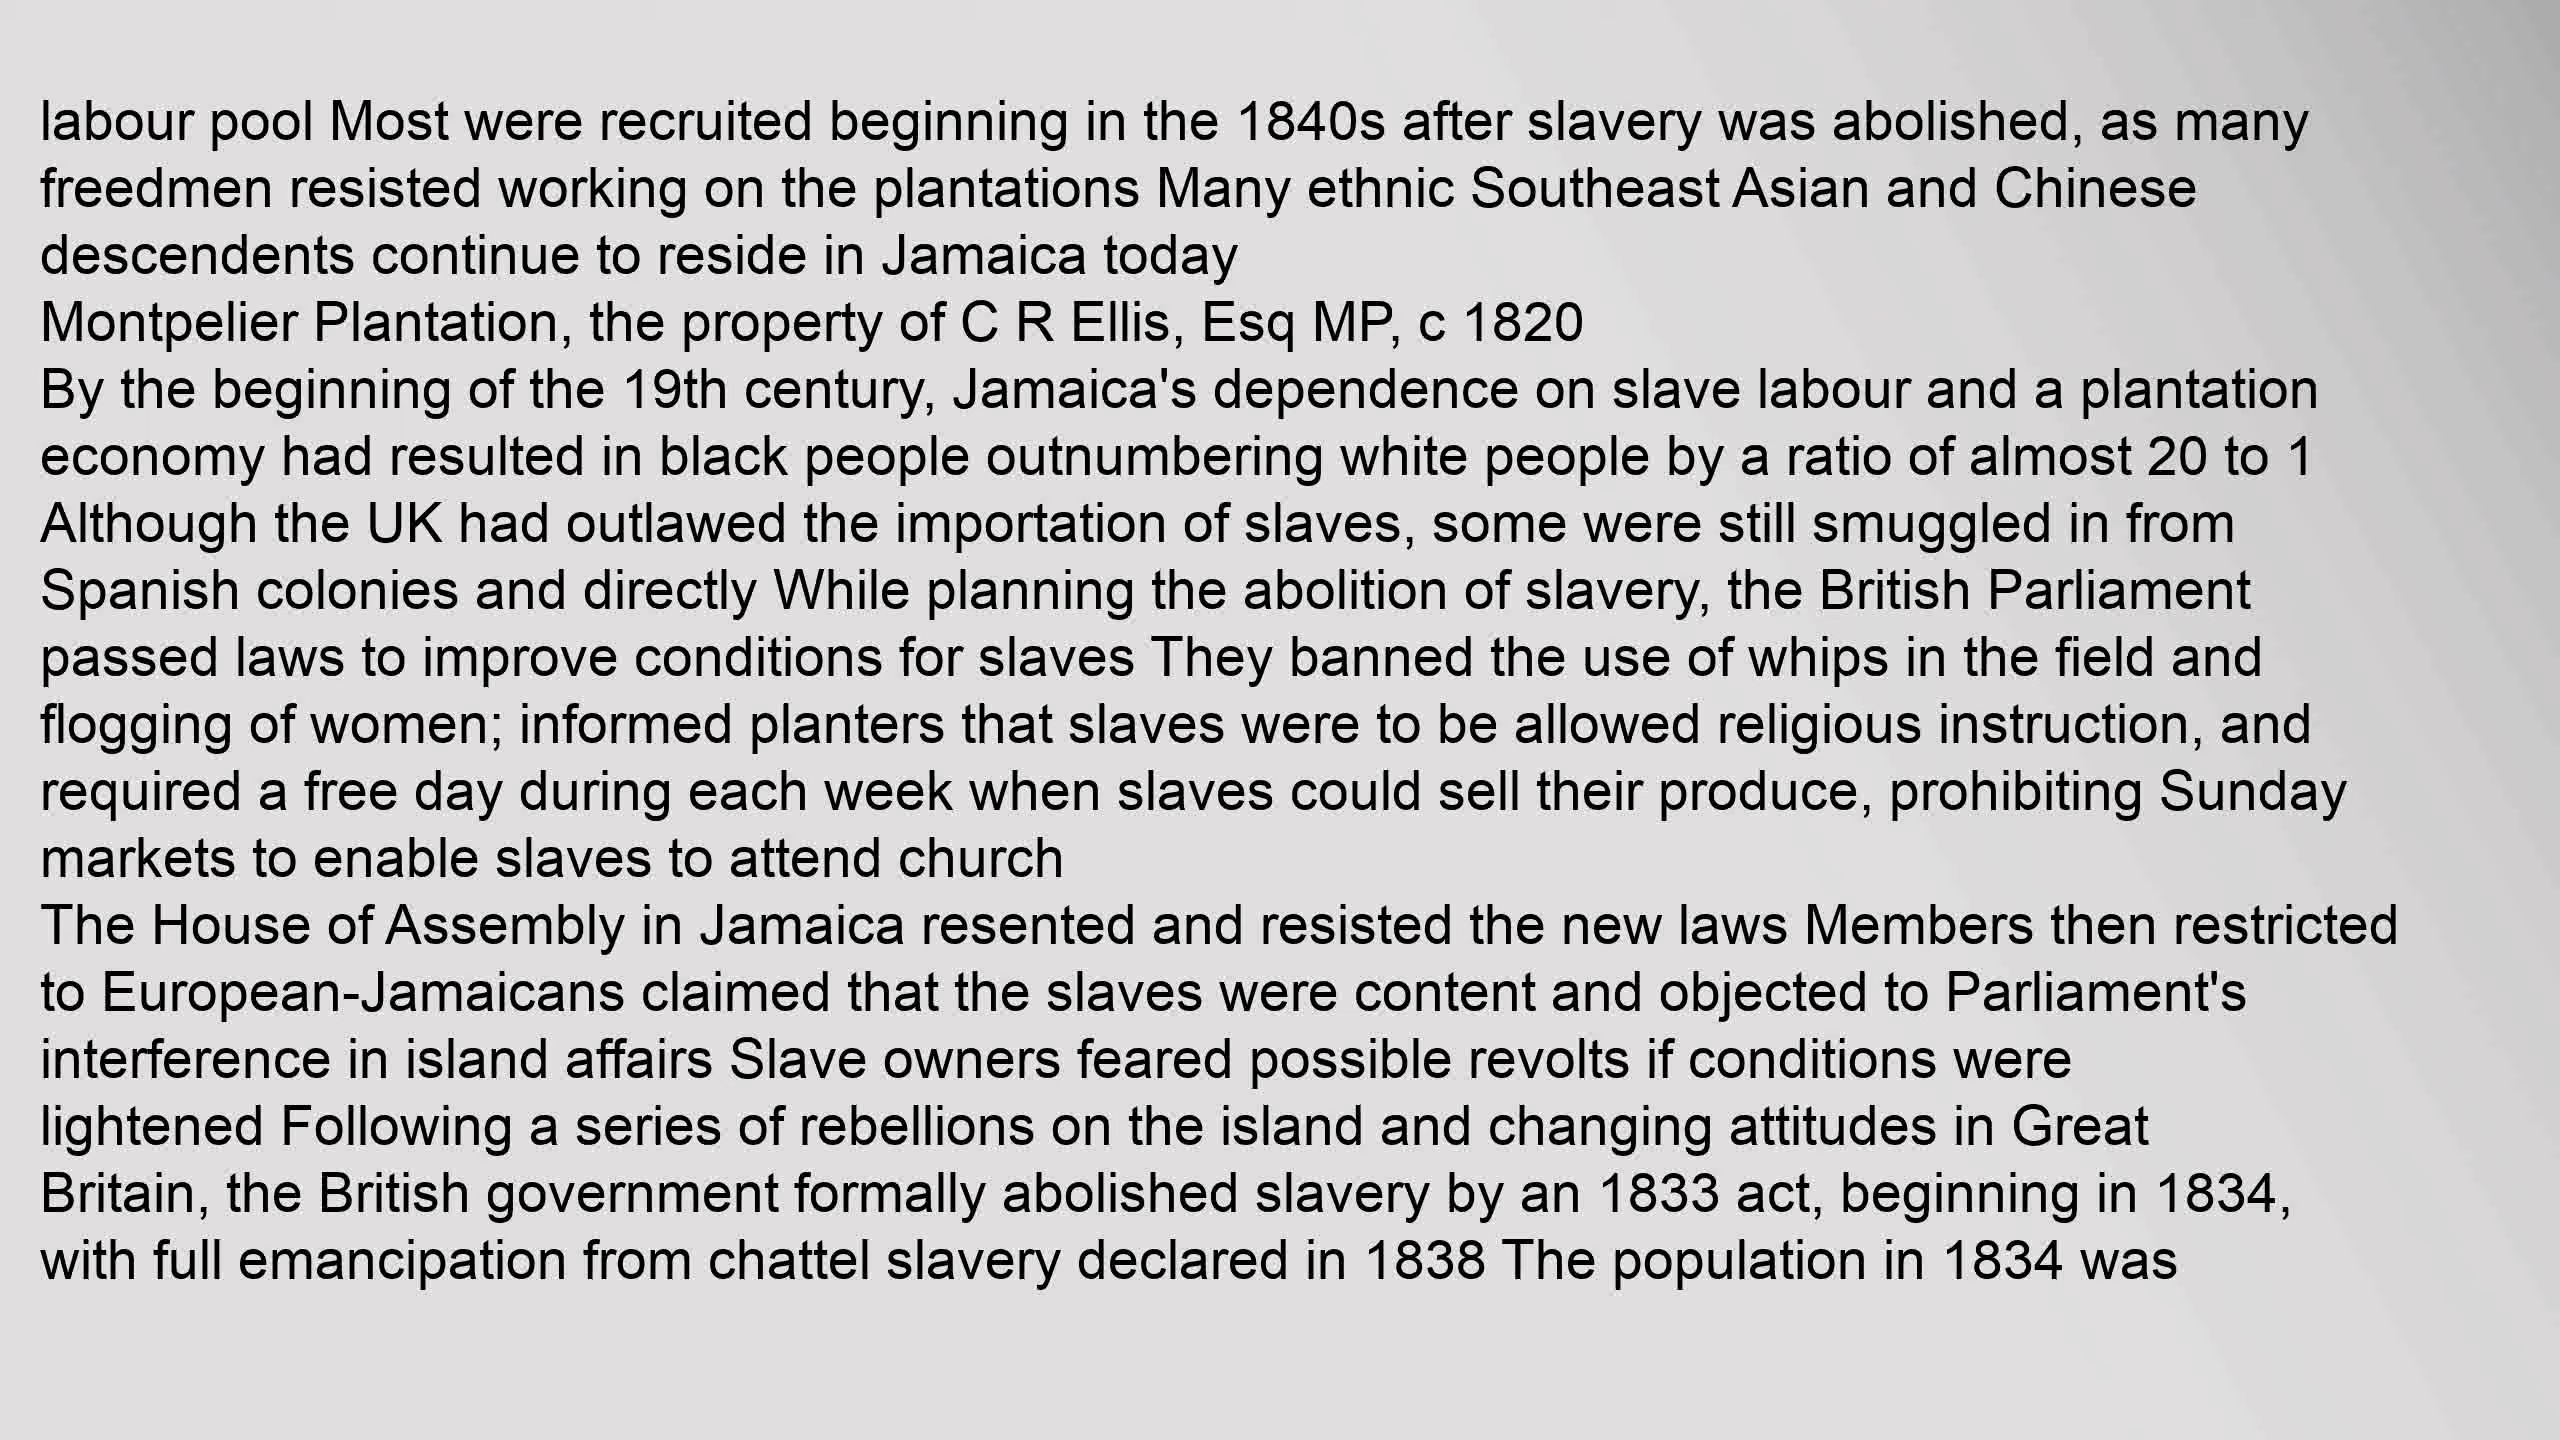 labour pool Most were recruited beginning in the 1840s after slavery was abolished, as many
freedmen resisted working on the plantations Many ethnic Southeast Asian and Chinese
descendents continue to reside in Jamaica today
Montpelier Plantation, the property of C R Ellis, Esq MP, c 1820
By the beginning of the 19th century, Jamaica's dependence on slave labour and a plantation
economy had resulted in black people outnumbering white people by a ratio of almost 20 to 1
Although the UK had outlawed the importation of slaves, some were still smuggled in from
Spanish colonies and directly While planning the abolition of slavery, the British Parliament
passed laws to improve conditions for slaves They banned the use of whips in the field and
flogging of women; informed planters that slaves were to be allowed religious instruction, and
required a free day during each week when slaves could sell their produce, prohibiting Sunday
markets to enable slaves to attend church
The House of Assembly in Jamaica resented and resisted the new laws Members then restricted
to European-Jamaicans claimed that the slaves were content and objected to Parliament's
interference in island affairs Slave owners feared possible revolts if conditions were
lightened Following a series of rebellions on the island and changing attitudes in Great
Britain, the British government formally abolished slavery by an 1833 act, beginning in 1834,
with full emancipation from chattel slavery declared in 1838 The population in 1834 was